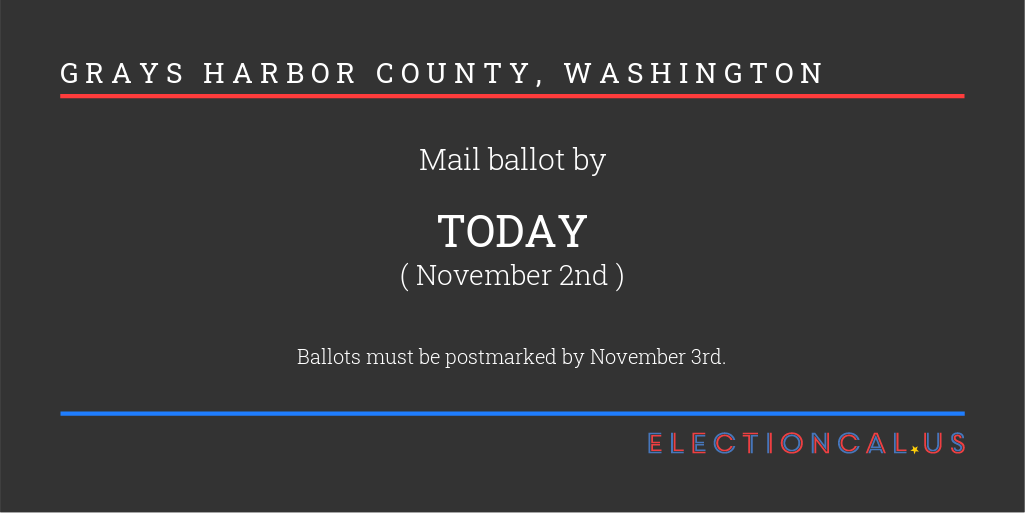 GRAYS HARBOR COUNTY, WASHINGTON
Mail ballot by
TODAY
( November 2nd )
Ballots must be postmarked by November 3rd.
ELECTIONCAL.US